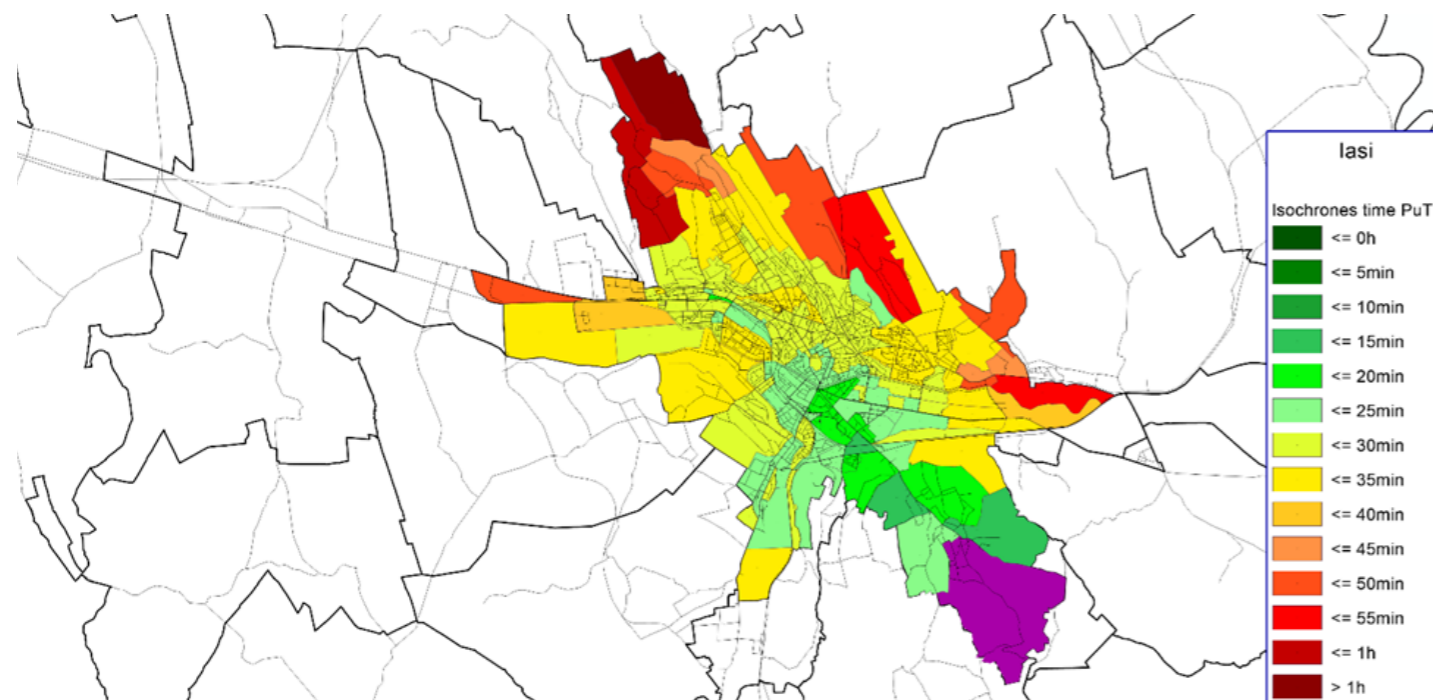 Iasi
Isochrones time PuT
<= 0h
<= 5min
<= 10min
<= 15min
<= 20min
<= 25min
<= 30min
<= 35min
<= 40min
<= 45min
<= 50min
<= 55min
<= 1h
> 1h